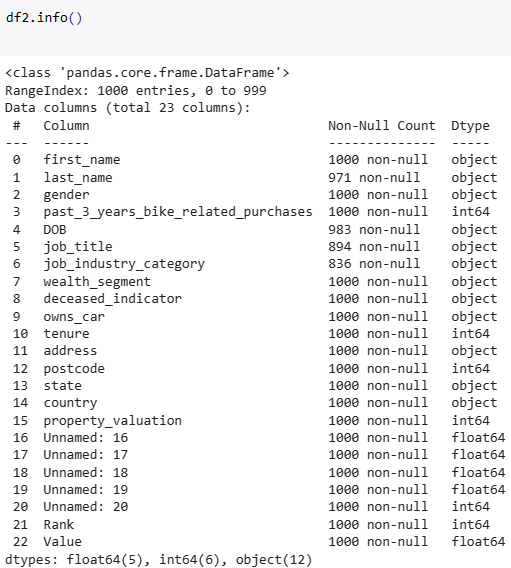 df2.info()
<class 'pandas.core.frame.DataFrame'>
RangeIndex: 1000 entries, 0 to 999
Data columns (total 23 columns):
 #   Column                               Non-Null Count  Dtype
---  ------                               --------------  -----
 0   first_name                           1000 non-null   object
 1   last_name                            971 non-null    object
 2   gender                               1000 non-null   object
 3   past_3_years_bike_related_purchases  1000 non-null   int64
 4   DOB                                  983 non-null    object
 5   job_title                            894 non-null    object
 6   job_industry_category                836 non-null    object
 7   wealth_segment                       1000 non-null   object
 8   deceased_indicator                   1000 non-null   object
 9   owns_car                             1000 non-null   object
 10  tenure                               1000 non-null   int64
 11  address                              1000 non-null   object
 12  postcode                             1000 non-null   int64
 13  state                                1000 non-null   object
 14  country                              1000 non-null   object
 15  property_valuation                   1000 non-null   int64
 16  Unnamed: 16                          1000 non-null   float64
 17  Unnamed: 17                          1000 non-null   float64
 18  Unnamed: 18                          1000 non-null   float64
 19  Unnamed: 19                          1000 non-null   float64
 20  Unnamed: 20                          1000 non-null   int64
 21  Rank                                 1000 non-null   int64
 22  Value                                1000 non-null   float64
dtypes: float64(5), int64(6), object(12)